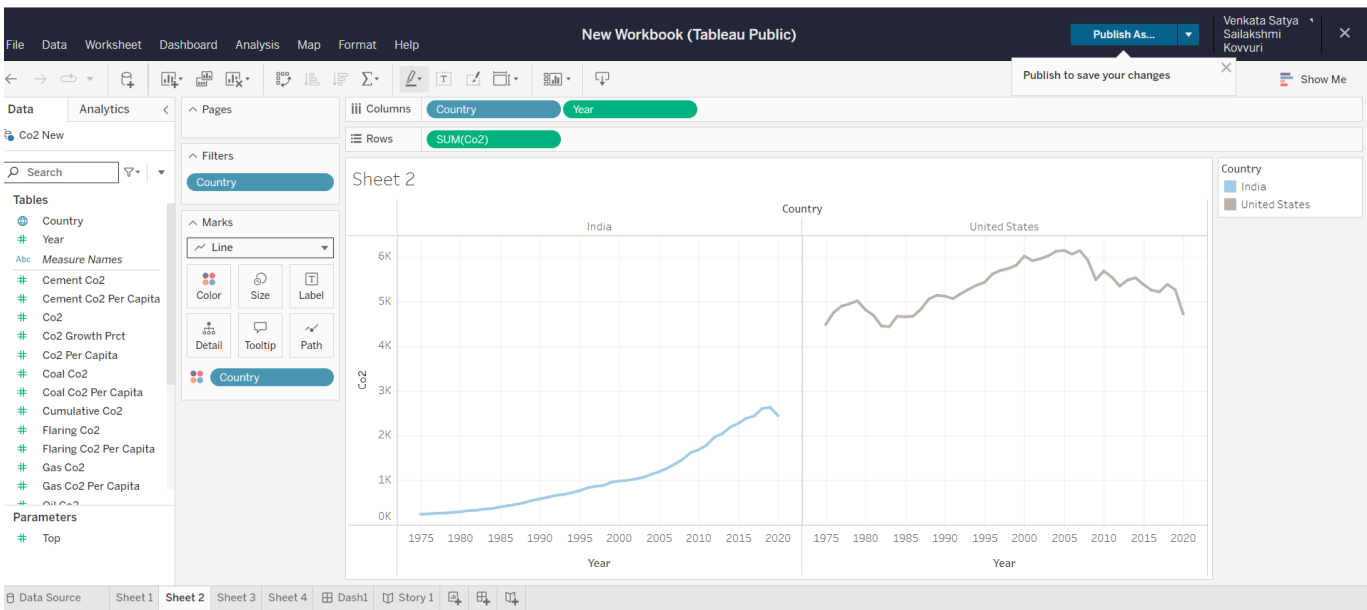 New Workbook (Tableau Public)
Publish As...
Venkata Satya
Sailakshmi
Kovvuri
File Data Worksheet Dashboard Analysis Map Format Help
Publish to save your changes
Show Me
Data Analytics
Pages
Columns Country Year
Co2 New
Rows SUM(Co2)
Filters
Country
Search
Tables
Country
Year
Abc Measure Names
Cement Co2
Cement Co2 Per Capita
Co2
Co2 Growth Prct
Co2 Per Capita
Coal Co2
Coal Co2 Per Capita
Cumulative Co2
Flaring Co2
Flaring Co2 Per Capita
Gas Co2
Gas Co2 Per Capita
Oil Co2
Parameters
Top
Marks
Line
Color Size Label
Detail Tooltip Path
Country
Sheet 2
Country
India United States
6K
5K
4K
3K
2K
1K
0K
Co2
1975 1980 1985 1990 1995 2000 2005 2010 2015 2020 1975 1980 1985 1990 1995 2000 2005 2010 2015 2020
Year Year
Country
India
United States
Data Source Sheet 1 Sheet 2 Sheet 3 Sheet 4 Dash1 Story 1